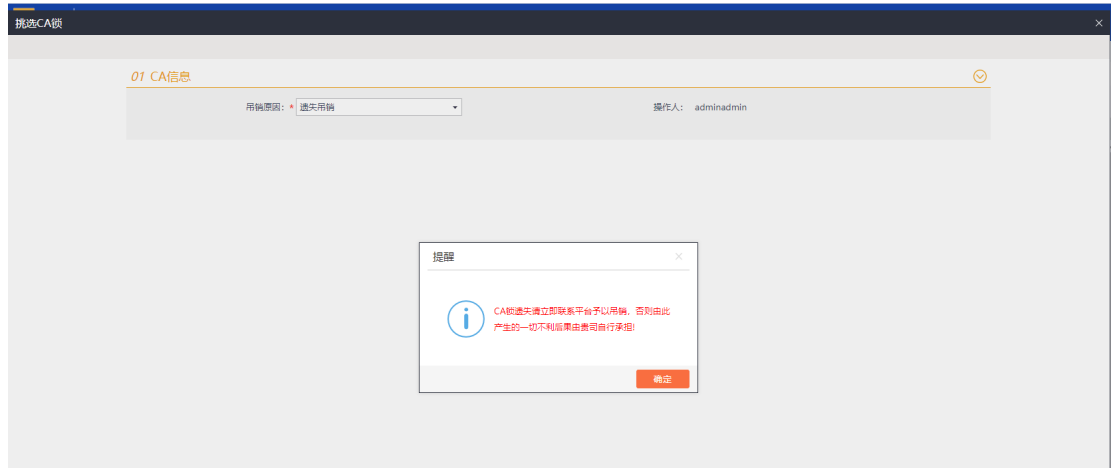 挑选CA锁
01 CA信息
吊销原因：* 遗失吊销
操作人： adminadmin
提醒
CA锁遗失请立即联系平台予以吊销，否则由此
产生的一切不利后果由贵司自行承担!
确定